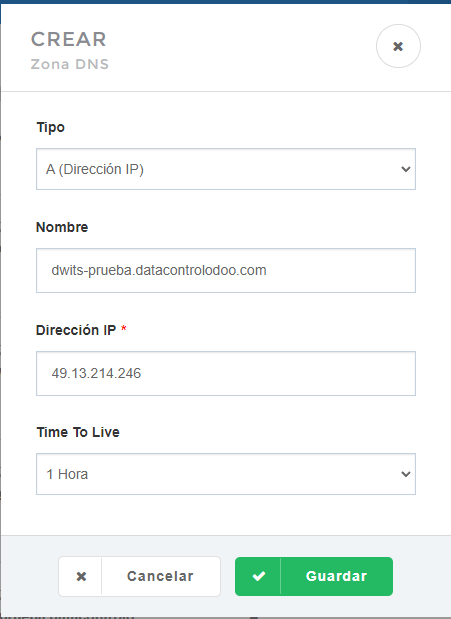 CREAR
Zona DNS
Tipo
A (Dirección IP)
Nombre
dwits-prueba.datacontrolodoo.com
Dirección IP *
49.13.214.246
Time To Live
1 Hora
Cancelar
Guardar